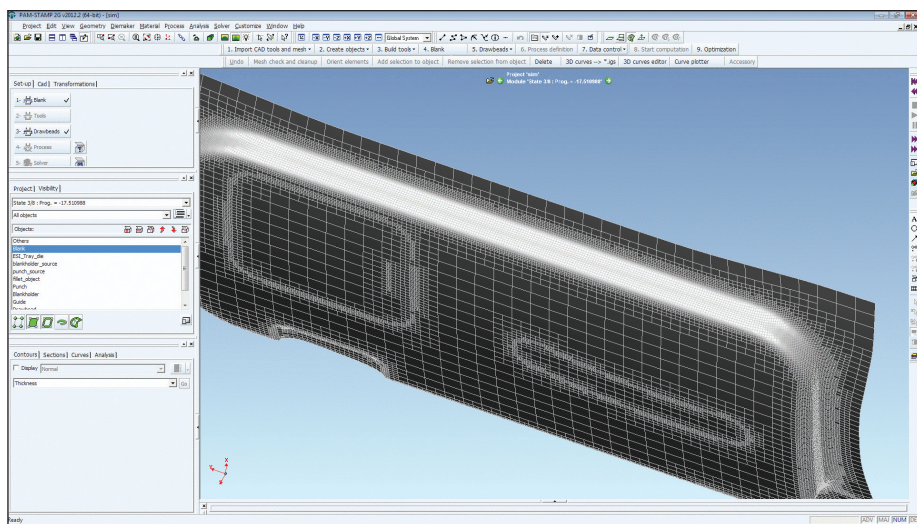 PAM-STAMP 2G v2012.2 (64-bit) - [sim]
Project Edit View Geometry Diemaker Material Process Analysis Solver Customize Window Help
Global System
1. Import CAD tools and mesh 2. Create objects 3. Build tools 4. Blank 5. Drawbeads 6. Process definition 7. Data control 8. Start computation 9. Optimization
Undo Mesh check and cleanup Orient elements Add selection to object Remove selection from object Delete 3D curves --> *.igs 3D curves editor Curve plotter Accessory
Project "sim"
Module "State 3/8 : Prog. = -17.510988"
Set-up Cad Transformations
1- Blank
2- Tools
3- Drawbeads
4- Process
5- Solver
Project Visibility
State 3/8 : Prog. = -17.510988
All objects
Objects:
Others
Blank
ESI_Tray_die
blankholder_source
punch_source
fillet_object
Punch
Blankholder
Guide
Contours Sections Curves Analysis
Display Normal
Thickness
Go
X
Y
Ready
ADV MAJ NUM